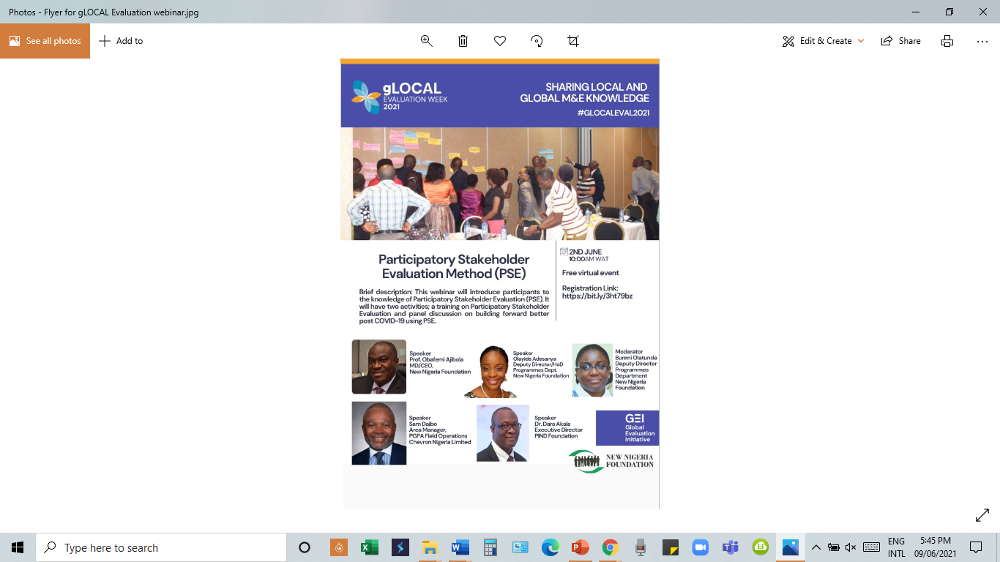 Photos - Flyer for gLOCAL Evaluation webinar.jpg
See all photos
Add to
Edit & Create
Share
gLOCAL
EVALUATION WEEK
2021
SHARING LOCAL AND
GLOBAL M&E KNOWLEDGE
#GLOCALEVAL2021
Participatory Stakeholder
Evaluation Method (PSE)
Brief description: This webinar will introduce participants to
the knowledge of Participatory Stakeholder Evaluation (PSE). It
will have two activities; a training on Participatory Stakeholder
Evaluation and panel discussion on building forward better
post COVID-19 using PSE.
2ND JUNE
10:00AM WAT
Free virtual event
Registration Link:
https://bit.ly/3ht79bz
Speaker
Prof. Obafemi Ajibola
MD/CEO,
New Nigeria Foundation
Speaker
Olayide Adesanya
Deputy Director/HoD
Programmes Dept.
New Nigeria Foundation
Moderator
Bunmi Olatunde
Deputy Director
Programmes
Department
New Nigeria
Foundation
Speaker
Sam Daibo
Area Manager,
PGPA Field Operations
Chevron Nigeria Limited
Speaker
Dr. Dara Akala
Executive Director
PIND Foundation
GEI
Global
Evaluation
Initiative
NEW NIGERIA
FOUNDATION
Type here to search
ENG
INTL
5:45 PM
09/06/2021